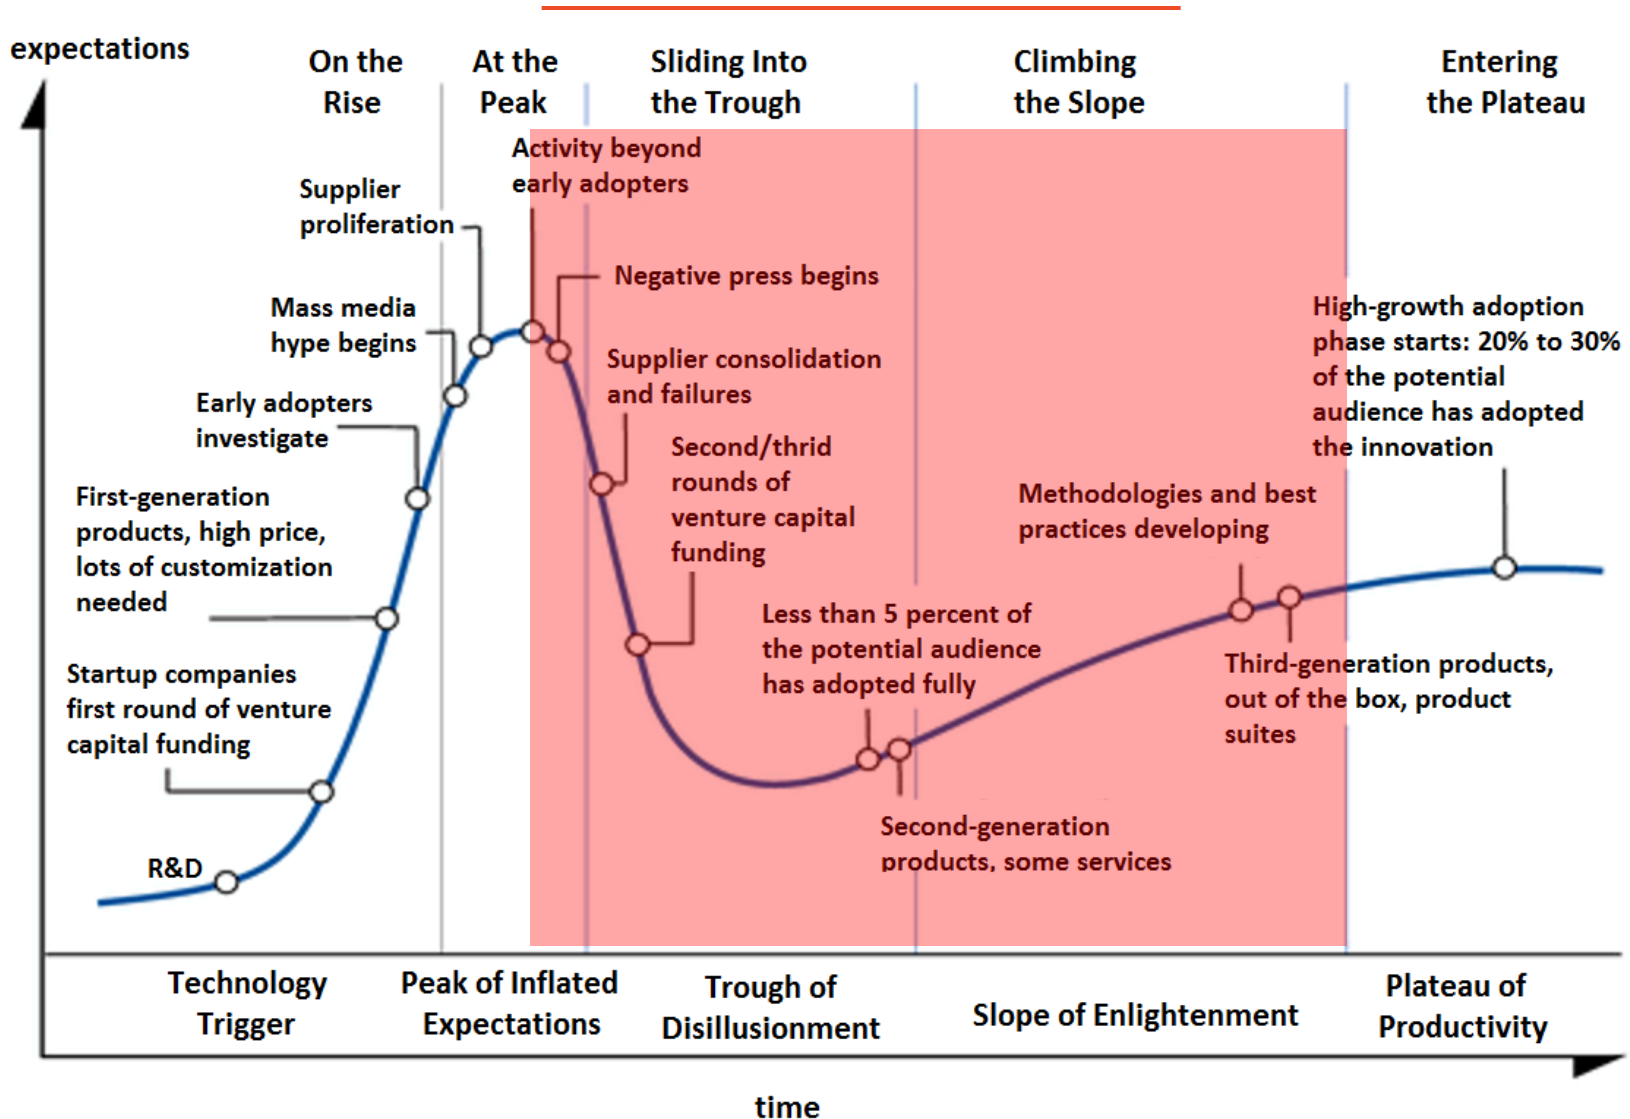 expectations
On the
Rise
At the
Peak
Sliding Into
the Trough
Climbing
the Slope
Entering
the Plateau
Activity beyond
early adopters
Supplier
proliferation
Negative press begins
Mass media
hype begins
Supplier consolidation
and failures
High-growth adoption
phase starts: 20% to 30%
of the potential
audience has adopted
the innovation
Early adopters
investigate
Second/thrid
rounds of
venture capital
funding
First-generation
products, high price,
lots of customization
needed
Methodologies and best
practices developing
Less than 5 percent of
the potential audience
has adopted fully
Startup companies
first round of venture
capital funding
Third-generation products,
out of the box, product
suites
Second-generation
products, some services
R&D
Technology
Trigger
Peak of Inflated
Expectations
Trough of
Disillusionment
Slope of Enlightenment
Plateau of
Productivity
time